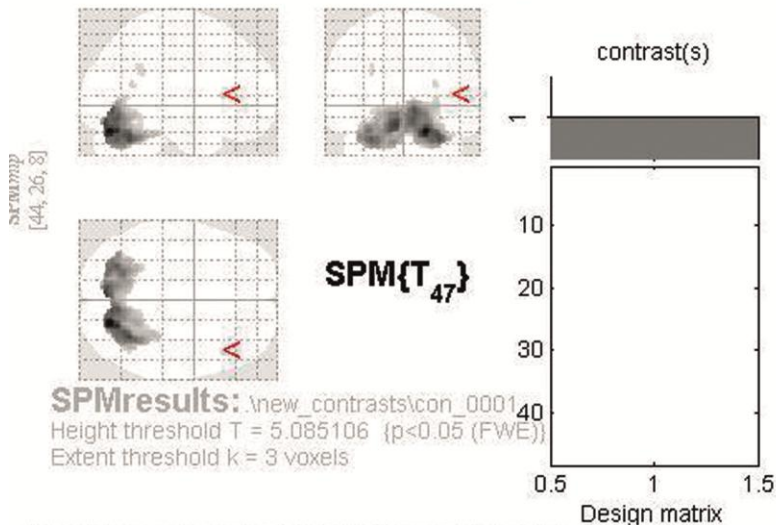 contrast(s)
1
SPMmip
[44, 26, 8]
SPM{T47}
10
20
30
40
0.5 1 1.5
Design matrix
SPMresults: .\new_contrasts\con_0001
Height threshold T = 5.085106 {p<0.05 (FWE)}
Extent threshold k = 3 voxels